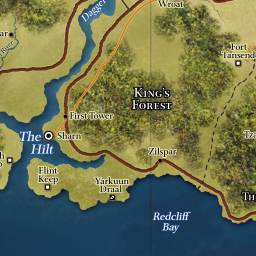 Wroat
Dagger
Fort
Tansend
KING'S
FOREST
First Tower
The
Hilt
Sharn
Zilspar
Flint
Keep
Yarkuun
Draal
Redcliff
Bay